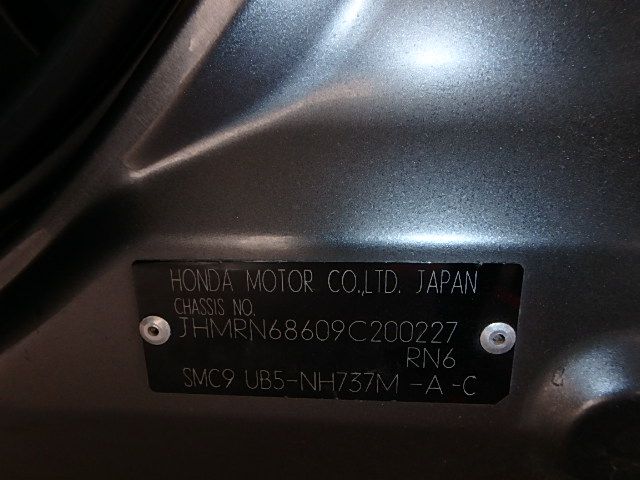 HONDA MOTOR CO.,LTD. JAPAN
CHASSIS NO.
JHMRN68609C200227
RN6
SMC9 UB5-NH737M -A -C